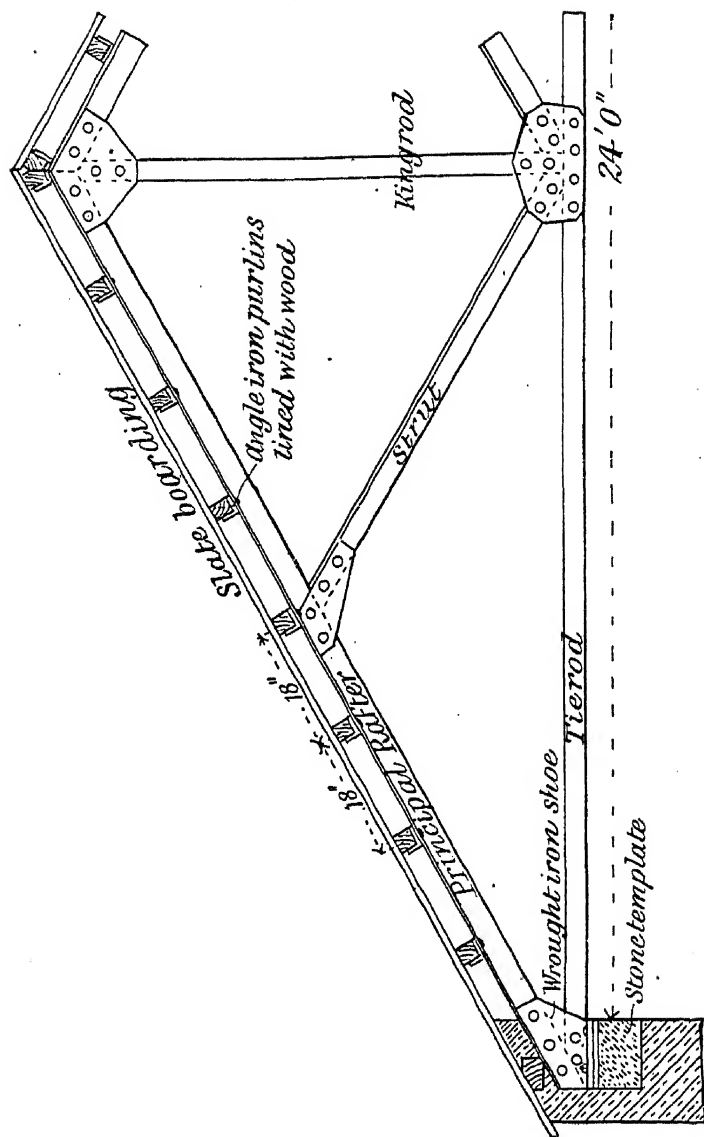 Kingrod
24'0"
Angle iron purlins
lined with wood
Slate boarding
Strut
18"
18"
Principal Rafter
Tierod
Wrought iron shoe
Stone template